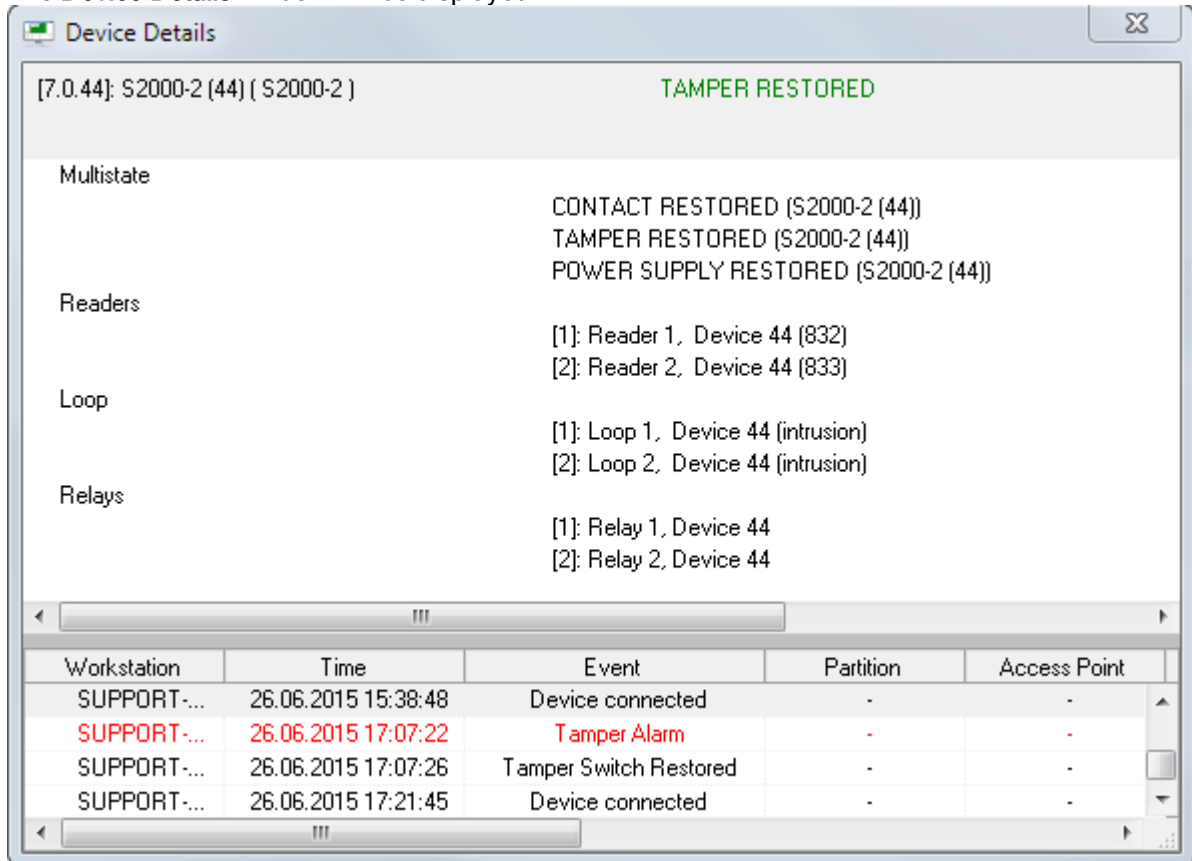 Device Details
[7.0.44]: S2000-2 (44) ( S2000-2 ) TAMPER RESTORED
Multistate
CONTACT RESTORED (S2000-2 (44))
TAMPER RESTORED (S2000-2 (44))
POWER SUPPLY RESTORED (S2000-2 (44))
Readers
[1]: Reader 1, Device 44 (832)
[2]: Reader 2, Device 44 (833)
Loop
[1]: Loop 1, Device 44 (intrusion)
[2]: Loop 2, Device 44 (intrusion)
Relays
[1]: Relay 1, Device 44
[2]: Relay 2, Device 44
Workstation Time Event Partition Access Point
SUPPORT-... 26.06.2015 15:38:48 Device connected - -
SUPPORT-... 26.06.2015 17:07:22 Tamper Alarm - -
SUPPORT-... 26.06.2015 17:07:26 Tamper Switch Restored - -
SUPPORT-... 26.06.2015 17:21:45 Device connected - -